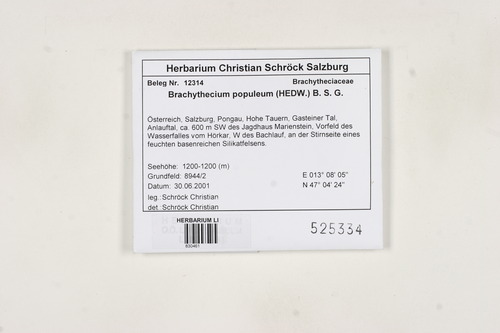 Herbarium Christian Schröck Salzburg
Beleg Nr. 12314 Brachytheciaceae
Brachythecium populeum (HEDW.) B. S. G.
Österreich, Salzburg, Pongau, Hohe Tauern, Gasteiner Tal,
Anlauftal, ca. 600 m SW des Jagdhaus Marienstein, Vorfeld des
Wasserfalles vom Hörkar, W des Bachlauf, an der Stirnseite eines
feuchten basenreichen Silikatfelsens.
Seehöhe: 1200-1200 (m)
Grundfeld: 8944/2 E 013° 08' 05"
Datum: 30.06.2001 N 47° 04' 24"
leg. Schröck Christian
det. Schröck Christian
HERBARIUM LI
930461
525334